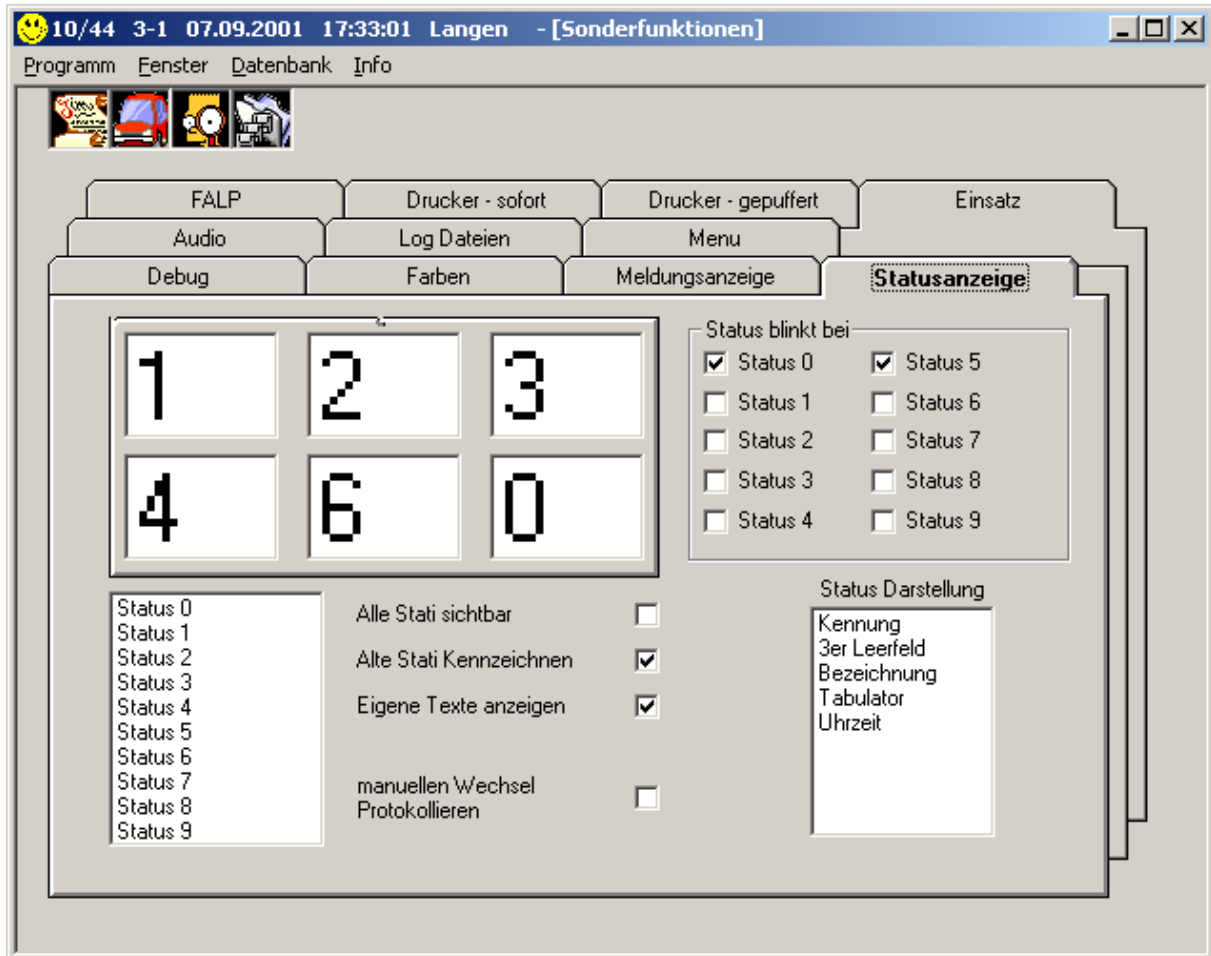 10/44 3-1 07.09.2001 17:33:01 Langen - [Sonderfunktionen]
Programm Fenster Datenbank Info
FALP Drucker - sofort Drucker - gepuffert Einsatz
Audio Log Dateien Menu
Debug Farben Meldungsanzeige Statusanzeige
1 2 3
4 6 0
Status blinkt bei
Status 0 Status 5
Status 1 Status 6
Status 2 Status 7
Status 3 Status 8
Status 4 Status 9
Status 0
Status 1
Status 2
Status 3
Status 4
Status 5
Status 6
Status 7
Status 8
Status 9
Alle Stati sichtbar
Alte Stati Kennzeichnen
Eigene Texte anzeigen
manuellen Wechsel
Protokollieren
Status Darstellung
Kennung
3er Leerfeld
Bezeichnung
Tabulator
Uhrzeit